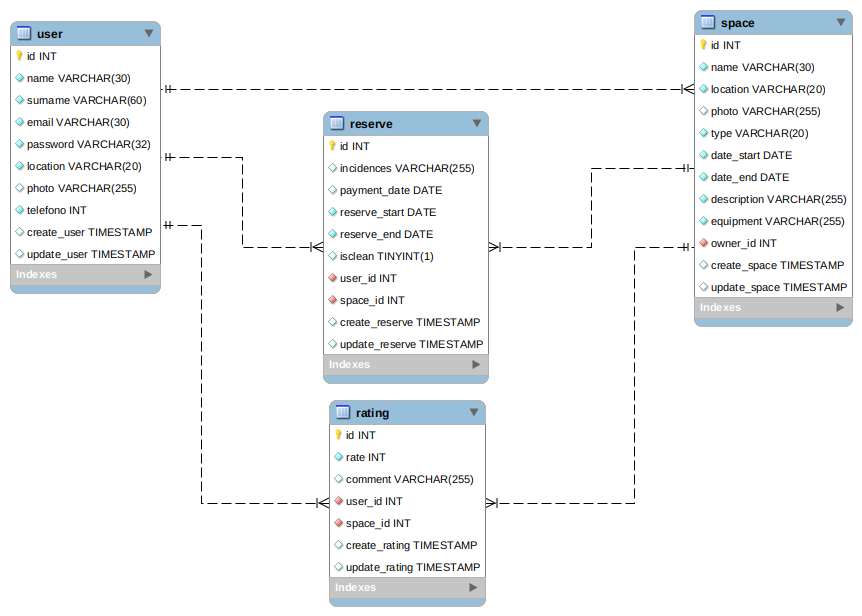 user
id INT
name VARCHAR(30)
surname VARCHAR(60)
email VARCHAR(30)
password VARCHAR(32)
location VARCHAR(20)
photo VARCHAR(255)
telefono INT
create_user TIMESTAMP
update_user TIMESTAMP
Indexes
reserve
id INT
incidences VARCHAR(255)
payment_date DATE
reserve_start DATE
reserve_end DATE
isclean TINYINT(1)
user_id INT
space_id INT
create_reserve TIMESTAMP
update_reserve TIMESTAMP
Indexes
rating
id INT
rate INT
comment VARCHAR(255)
user_id INT
space_id INT
create_rating TIMESTAMP
update_rating TIMESTAMP
Indexes
space
id INT
name VARCHAR(30)
location VARCHAR(20)
photo VARCHAR(255)
type VARCHAR(20)
date_start DATE
date_end DATE
description VARCHAR(255)
equipment VARCHAR(255)
owner_id INT
create_space TIMESTAMP
update_space TIMESTAMP
Indexes